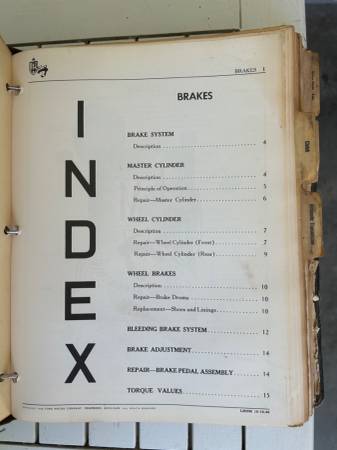 BRAKES 1
INDEX
BRAKES
BRAKE SYSTEM
Description 4
MASTER CYLINDER
Description 4
Principle of Operation 5
Repair—Master Cylinder 6
WHEEL CYLINDER
Description 7
Repair—Wheel Cylinder (Front) 7
Repair—Wheel Cylinder (Rear) 9
WHEEL BRAKES
Description 10
Repair—Brake Drums 10
Replacement—Shoes and Linings 10
BLEEDING BRAKE SYSTEM 12
BRAKE ADJUSTMENT 14
REPAIR—BRAKE PEDAL ASSEMBLY 14
TORQUE VALUES 15